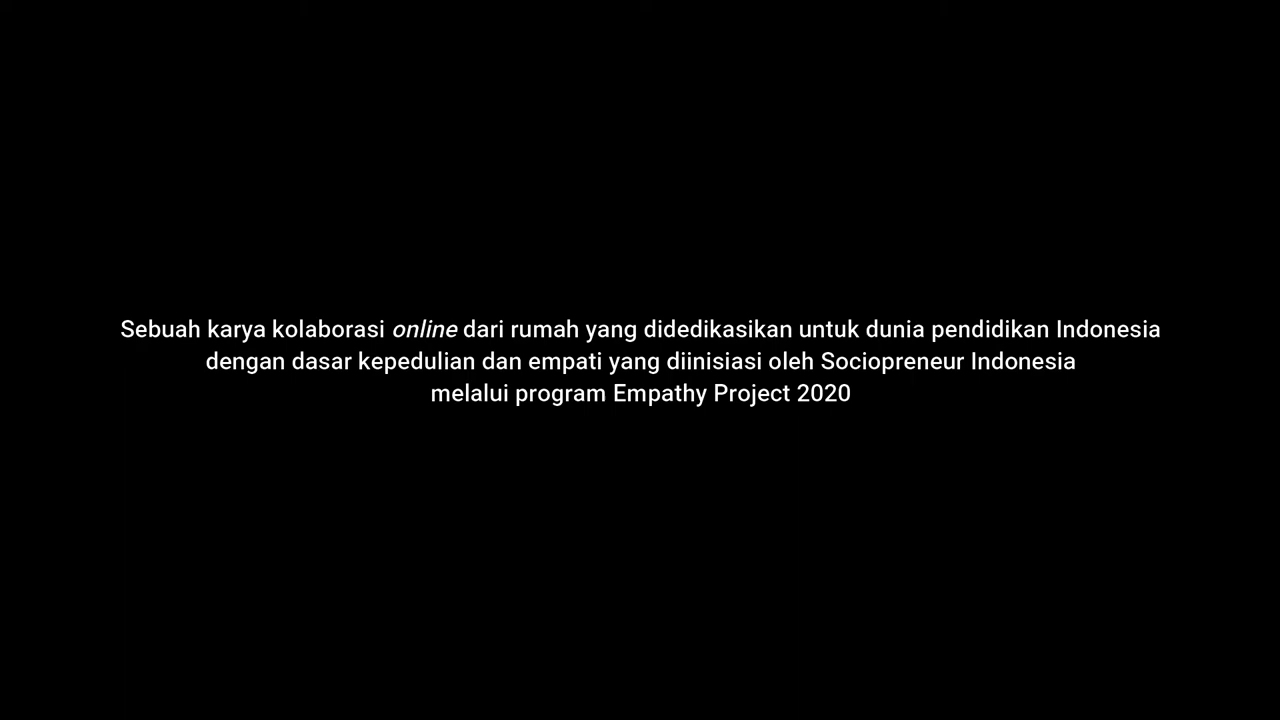 Sebuah karya kolaborasi online dari rumah yang didedikasikan untuk dunia pendidikan Indonesia
dengan dasar kepedulian dan empati yang diinisiasi oleh Sociopreneur Indonesia
melalui program Empathy Project 2020